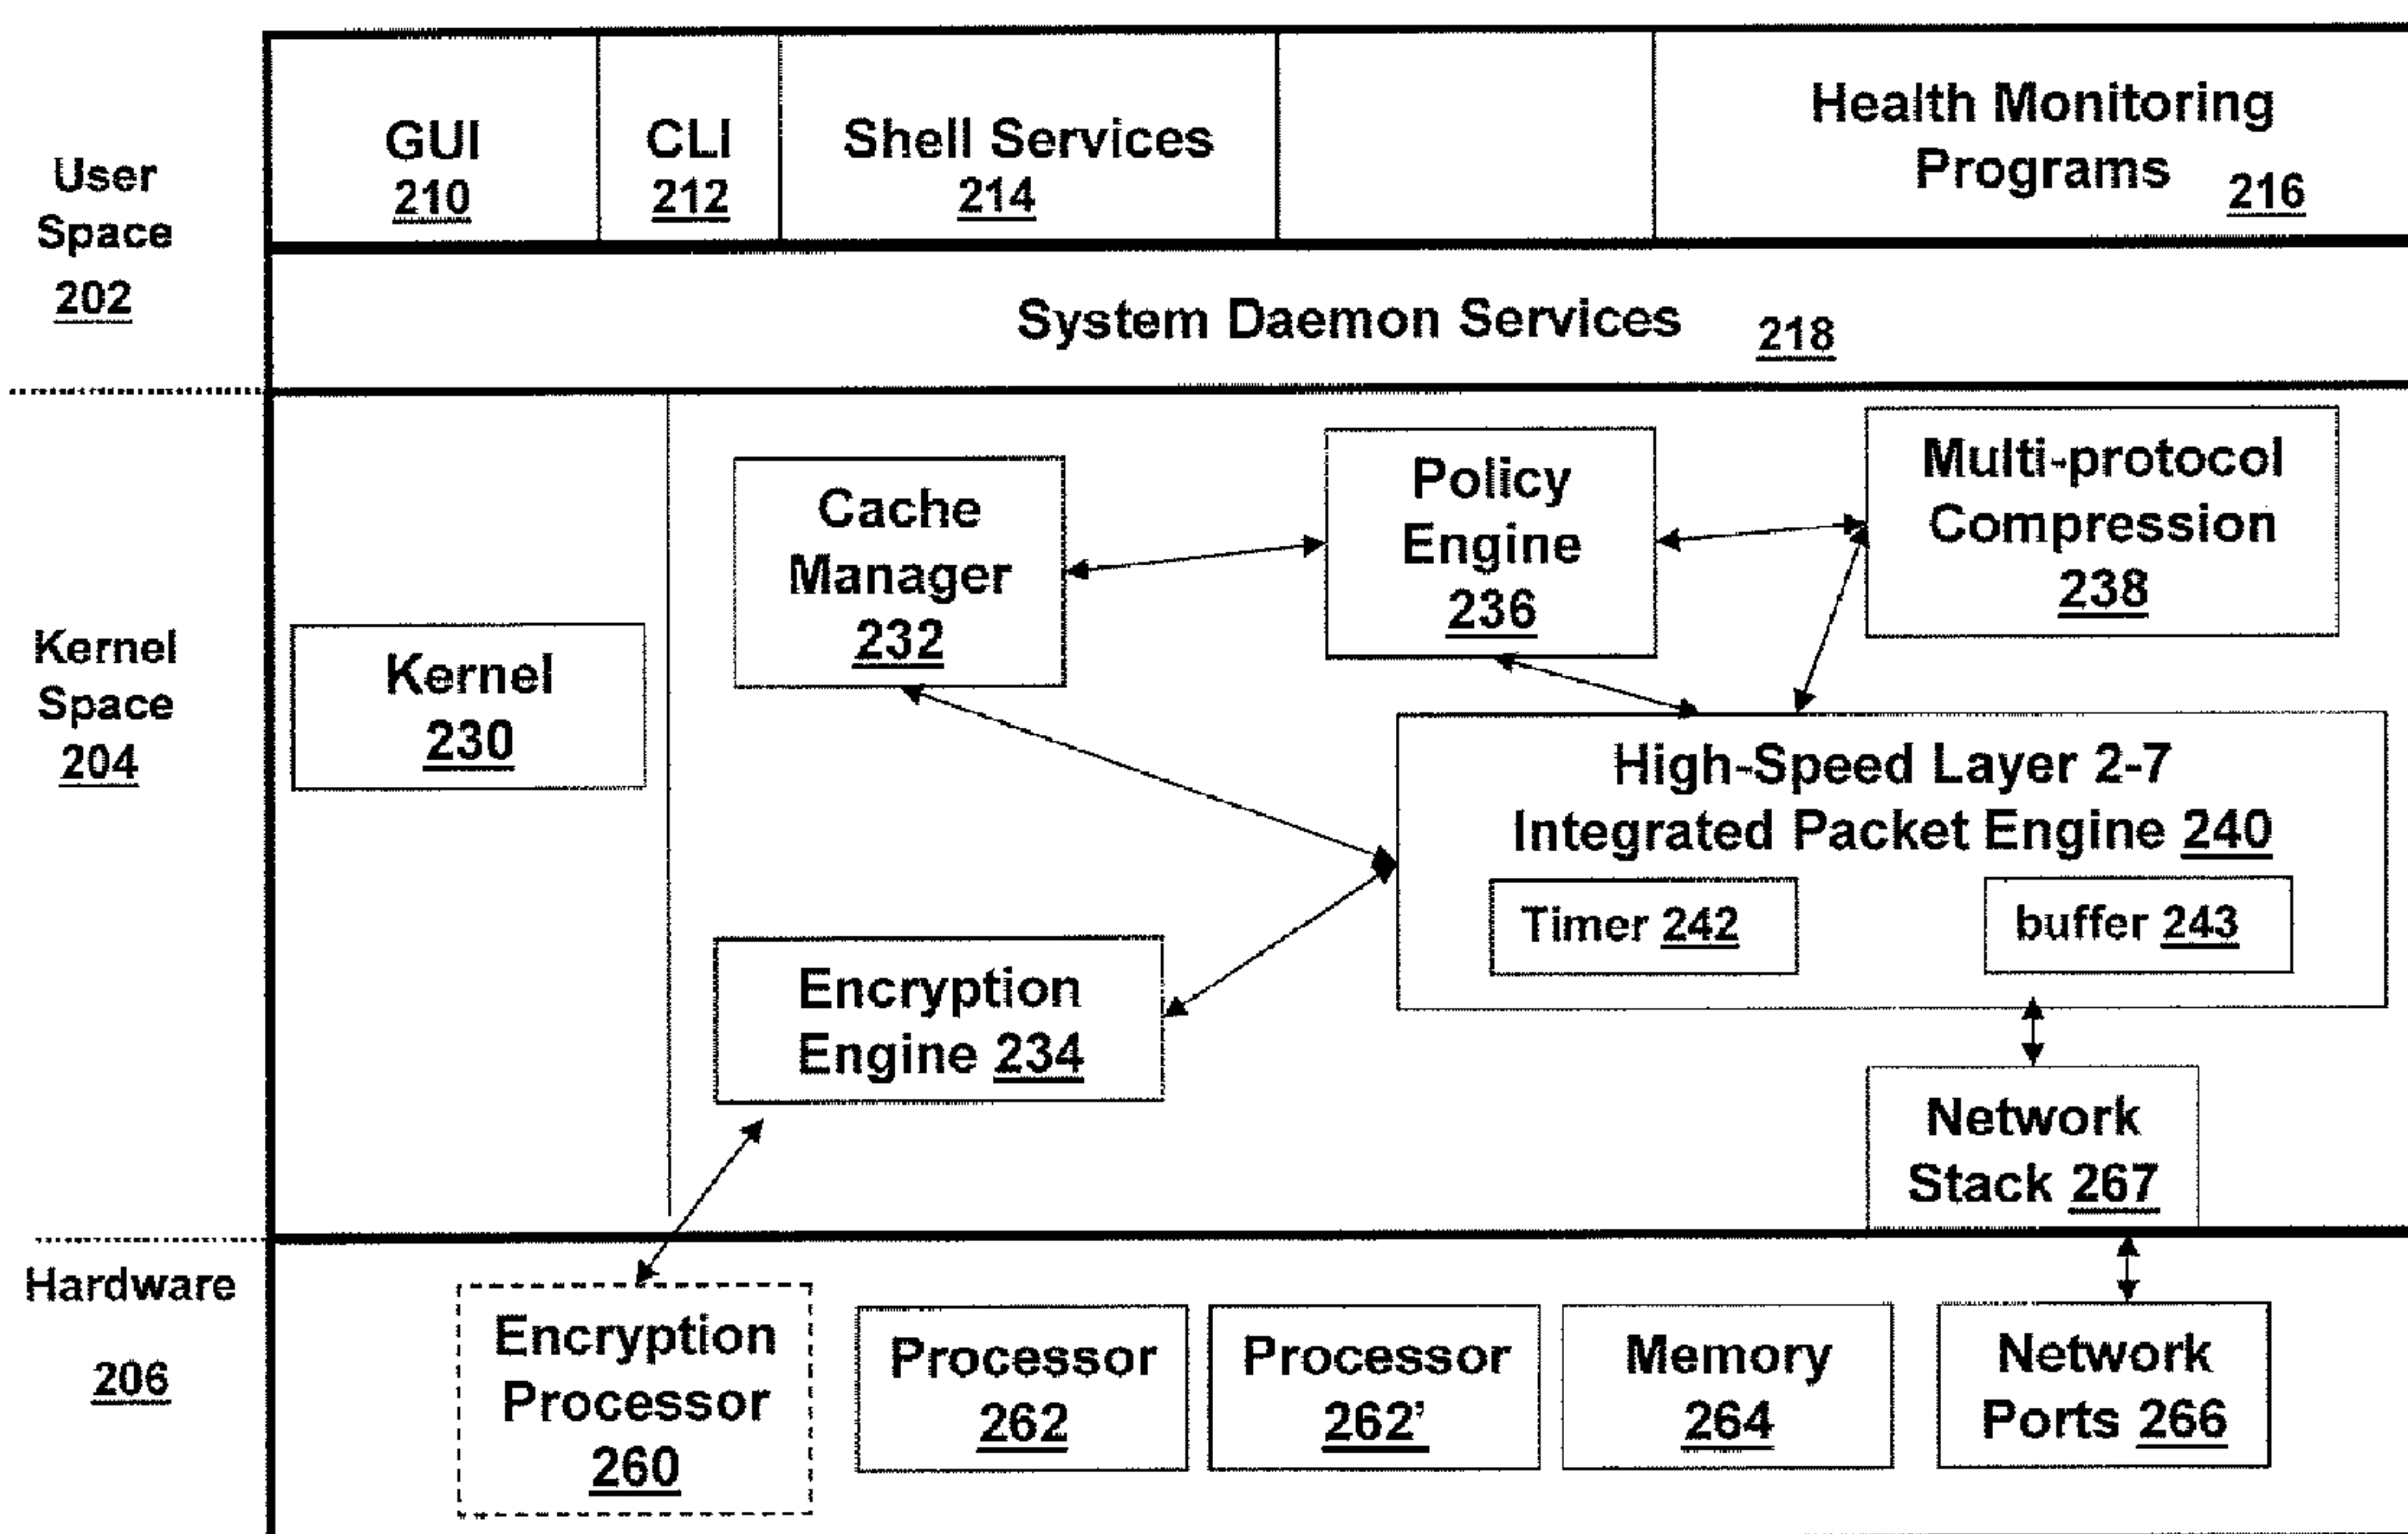 User
Space
202
GUI
210
CLI
212
Shell Services
214
Health Monitoring
Programs 216
System Daemon Services 218
Kernel
Space
204
Kernel
230
Cache
Manager
232
Policy
Engine
236
Multi-protocol
Compression
238
High-Speed Layer 2-7
Integrated Packet Engine 240
Timer 242
buffer 243
Encryption
Engine 234
Network
Stack 267
Hardware
206
Encryption
Processor
260
Processor
262
Processor
262'
Memory
264
Network
Ports 266